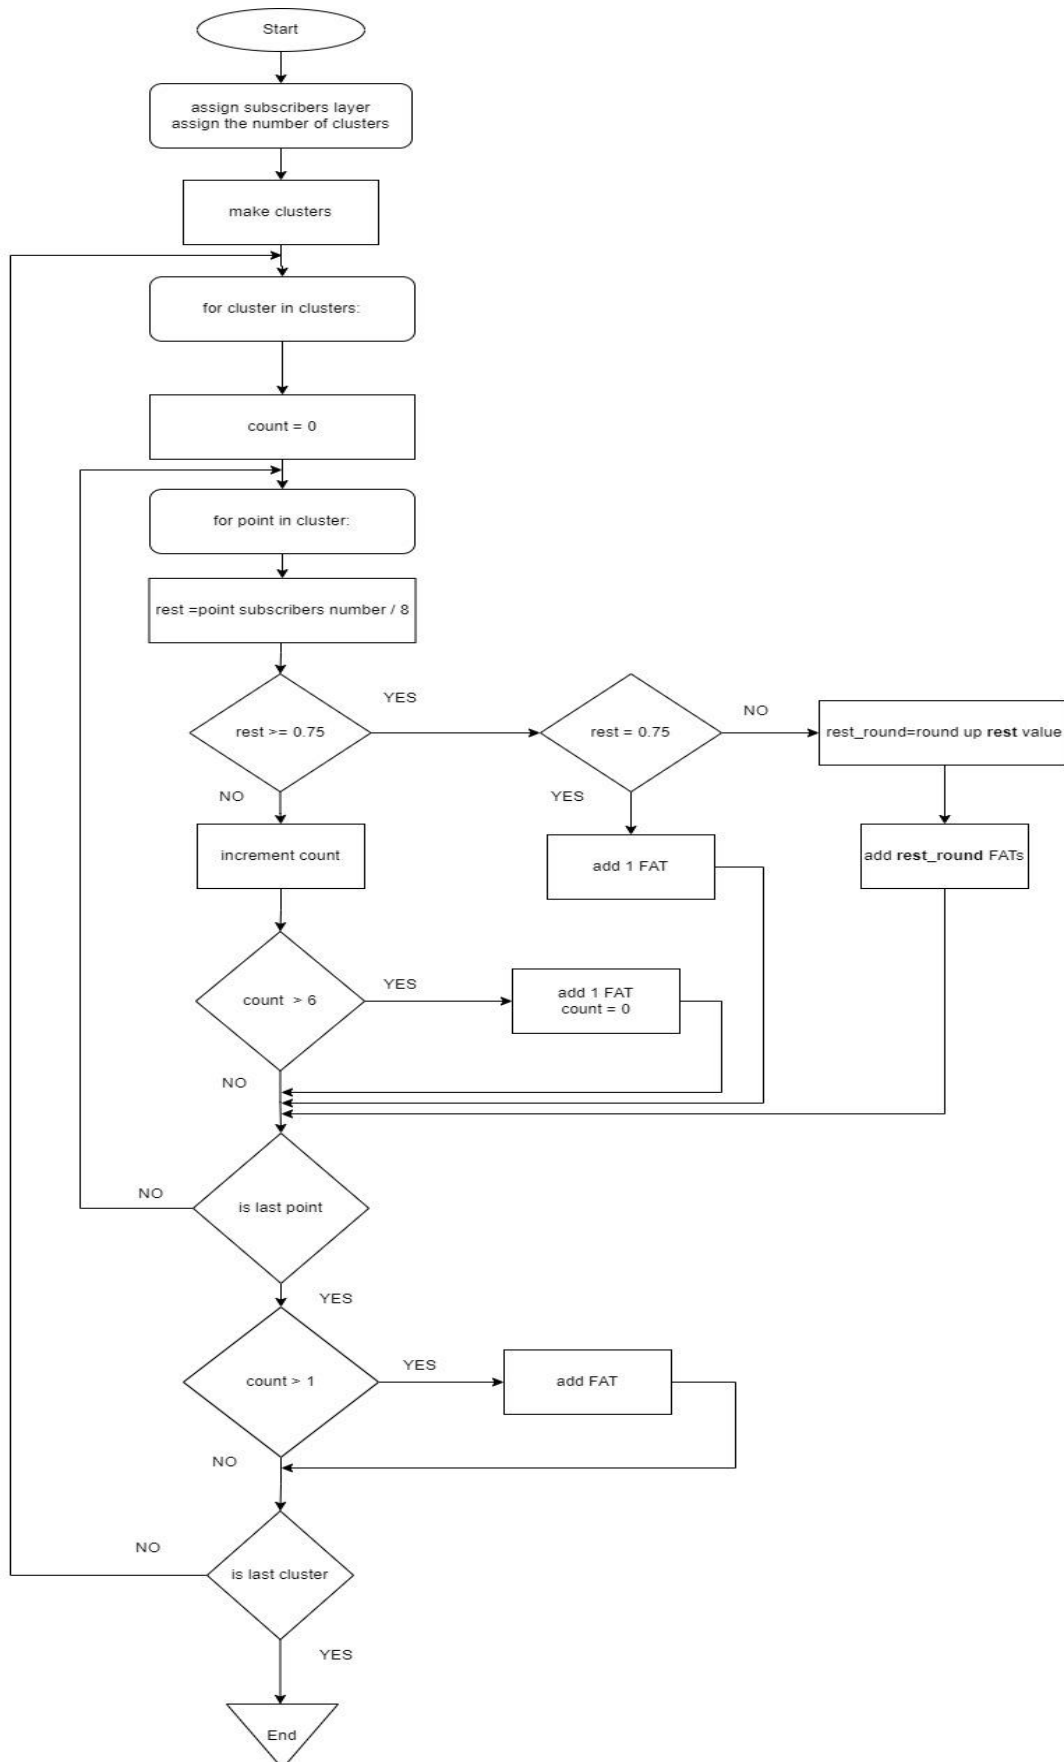 Start
assign subscribers layer
assign the number of clusters
make clusters
for cluster in clusters:
count = 0
for point in cluster:
rest =point subscribers number / 8
rest >= 0.75
YES
rest = 0.75
NO
rest_round=round up rest value
NO
YES
increment count
add 1 FAT
add rest_round FATs
count > 6
YES
add 1 FAT
count = 0
NO
is last point
NO
YES
count > 1
YES
add FAT
NO
is last cluster
NO
YES
End